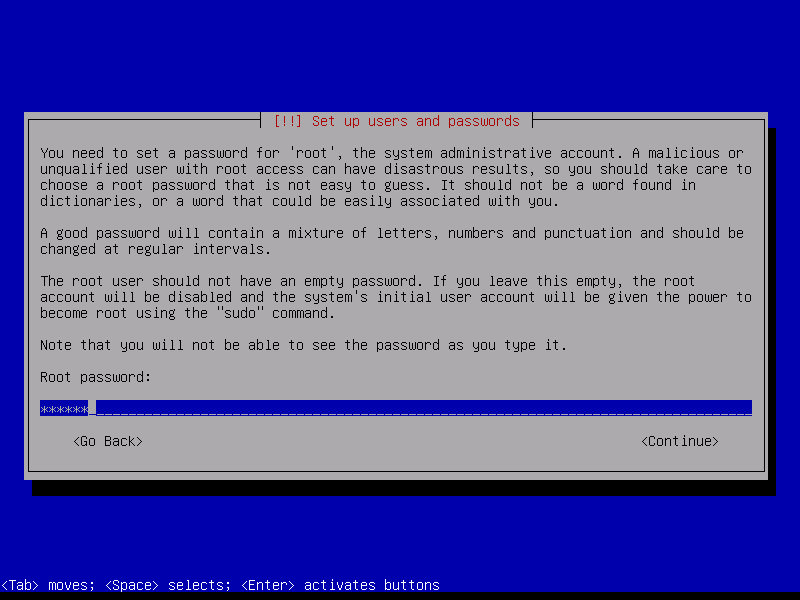 [!!] Set up users and passwords
You need to set a password for 'root', the system administrative account. A malicious or
unqualified user with root access can have disastrous results, so you should take care to
choose a root password that is not easy to guess. It should not be a word found in
dictionaries, or a word that could be easily associated with you.
A good password will contain a mixture of letters, numbers and punctuation and should be
changed at regular intervals.
The root user should not have an empty password. If you leave this empty, the root
account will be disabled and the system's initial user account will be given the power to
become root using the "sudo" command.
Note that you will not be able to see the password as you type it.
Root password:
******
<Go Back> <Continue>
<Tab> moves; <Space> selects; <Enter> activates buttons